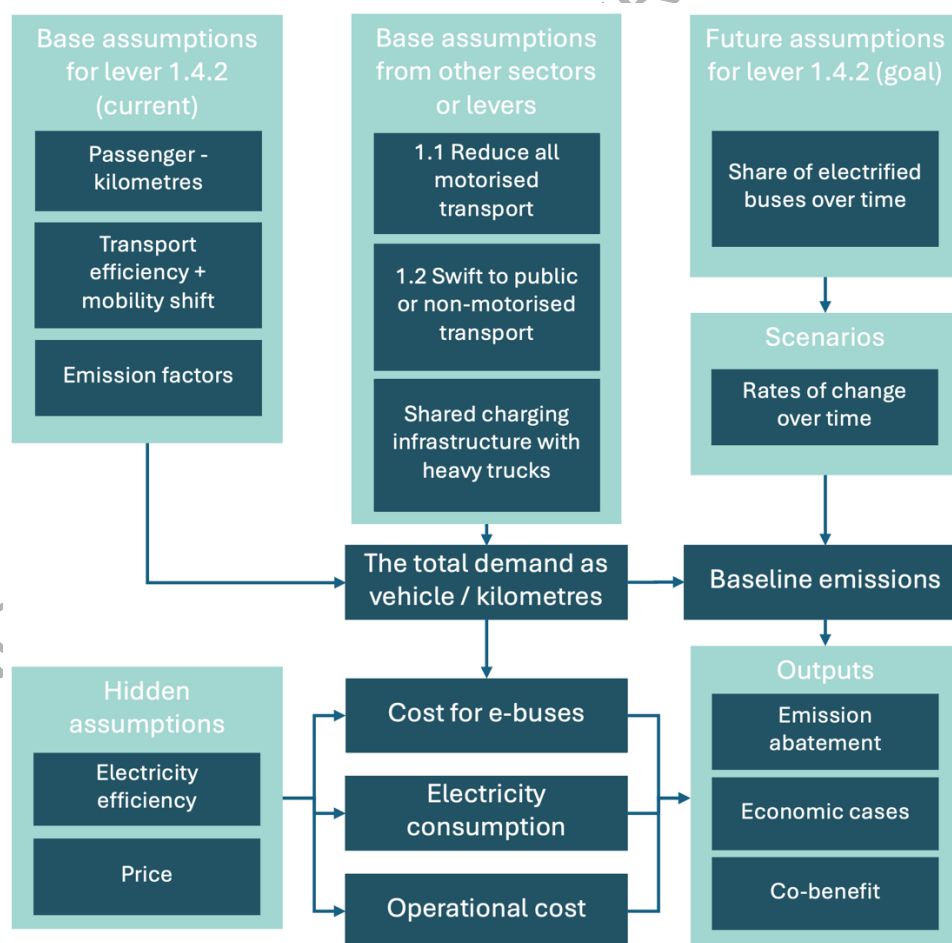 Base assumptions
for lever 1.4.2
(current)
Passenger -
kilometres
Transport
efficiency +
mobility shift
Emission factors
Base assumptions
from other sectors
or levers
1.1 Reduce all
motorised
transport
1.2 Swift to public
or non-motorised
transport
Shared charging
infrastructure with
heavy trucks
Future assumptions
for lever 1.4.2 (goal)
Share of electrified
buses over time
Scenarios
Rates of change
over time
The total demand as
vehicle / kilometres
Baseline emissions
Hidden
assumptions
Electricity
efficiency
Price
Cost for e-buses
Electricity
consumption
Operational cost
Outputs
Emission
abatement
Economic cases
Co-benefit